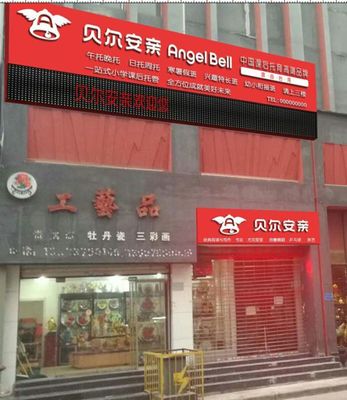 贝尔安亲 Angel Bell
中国课后托育高端品牌
午托晚托 日托周托 寒暑假班 兴趣特长班 幼小衔接班 请上三楼
一站式小学课后托管 全方位成就美好未来 TEL:000000000
贝尔安亲欢迎您
工藝品
牡丹瓷 三彩画
贝尔安亲